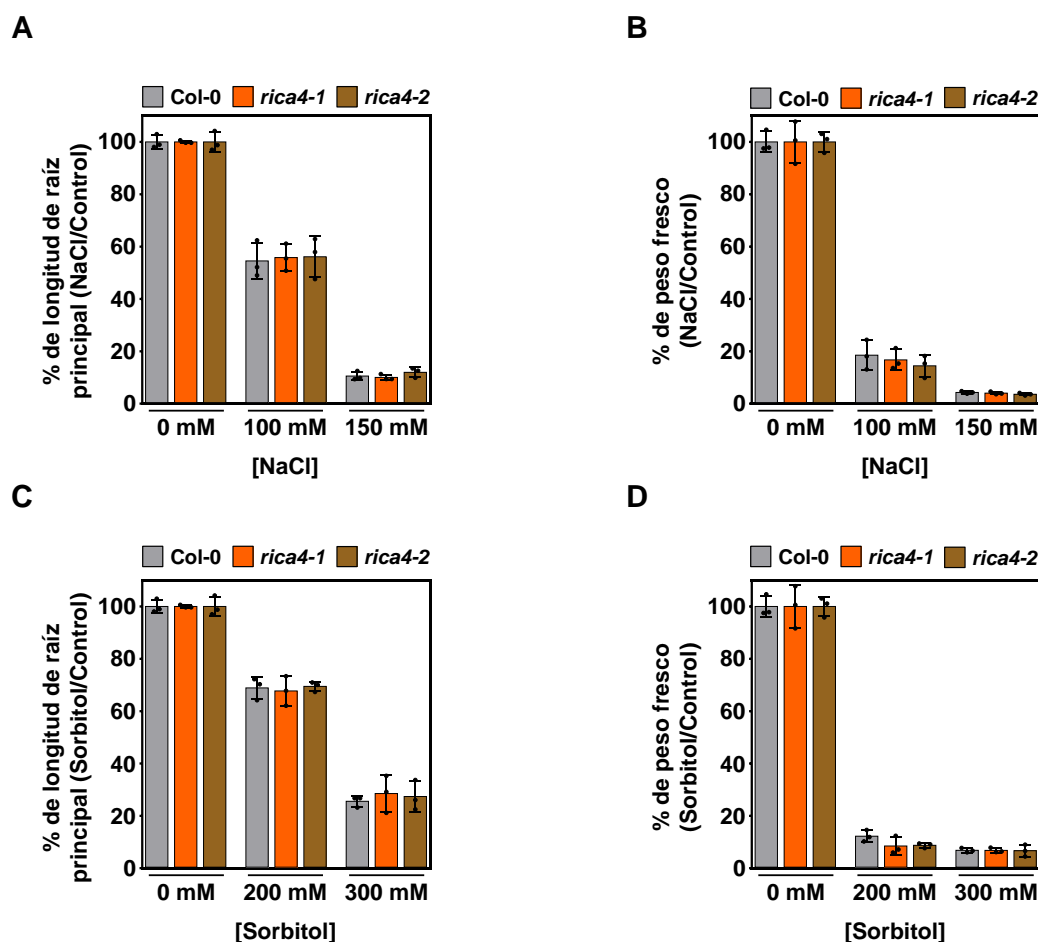 A
Col-0 rica4-1 rica4-2
% de longitud de raíz
principal (NaCl/Control)
100
80
60
40
20
0
0 mM 100 mM 150 mM
[NaCl]
B
Col-0 rica4-1 rica4-2
% de peso fresco
(NaCl/Control)
100
80
60
40
20
0
0 mM 100 mM 150 mM
[NaCl]
C
Col-0 rica4-1 rica4-2
% de longitud de raíz
principal (Sorbitol/Control)
100
80
60
40
20
0
0 mM 200 mM 300 mM
[Sorbitol]
D
Col-0 rica4-1 rica4-2
% de peso fresco
(Sorbitol/Control)
100
80
60
40
20
0
0 mM 200 mM 300 mM
[Sorbitol]